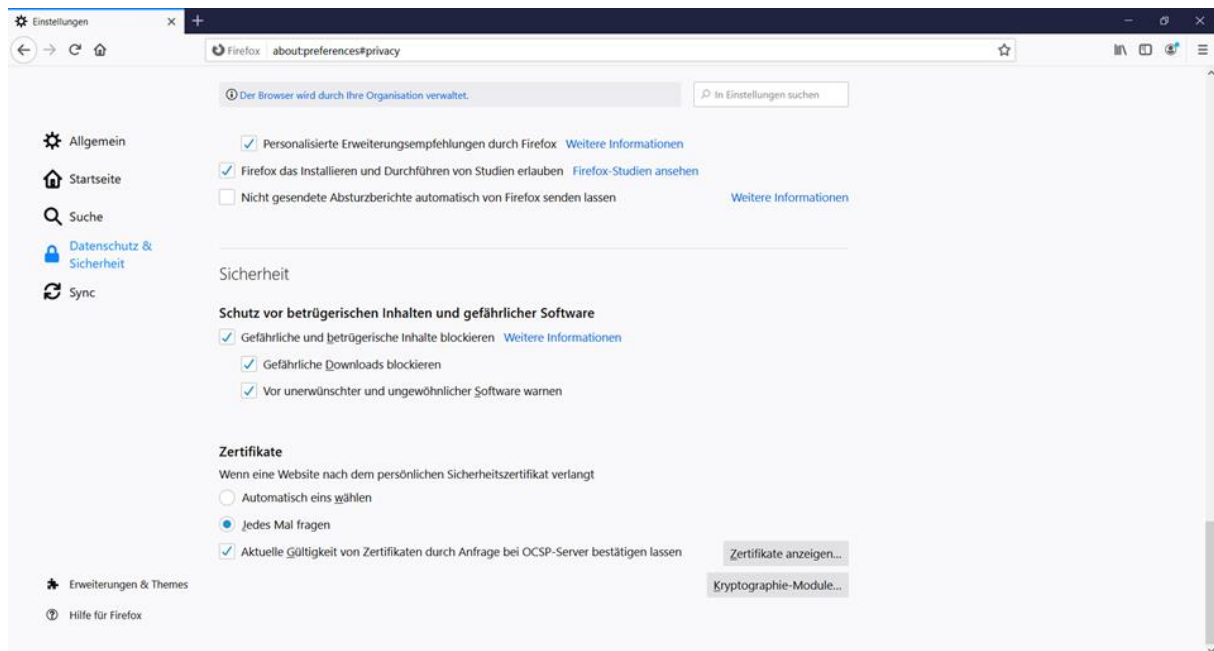 Einstellungen
Firefox about:preferences#privacy
Der Browser wird durch Ihre Organisation verwaltet.
In Einstellungen suchen
Allgemein
Startseite
Suche
Datenschutz &
Sicherheit
Sync
Erweiterungen & Themes
Hilfe für Firefox
Personalisierte Erweiterungsempfehlungen durch Firefox Weitere Informationen
Firefox das Installieren und Durchführen von Studien erlauben Firefox-Studien ansehen
Nicht gesendete Absturzberichte automatisch von Firefox senden lassen Weitere Informationen
Sicherheit
Schutz vor betrügerischen Inhalten und gefährlicher Software
Gefährliche und betrügerische Inhalte blockieren Weitere Informationen
Gefährliche Downloads blockieren
Vor unerwünschter und ungewöhnlicher Software warnen
Zertifikate
Wenn eine Website nach dem persönlichen Sicherheitszertifikat verlangt
Automatisch eins wählen
Jedes Mal fragen
Aktuelle Gültigkeit von Zertifikaten durch Anfrage bei OCSP-Server bestätigen lassen
Zertifikate anzeigen...
Kryptographie-Module...